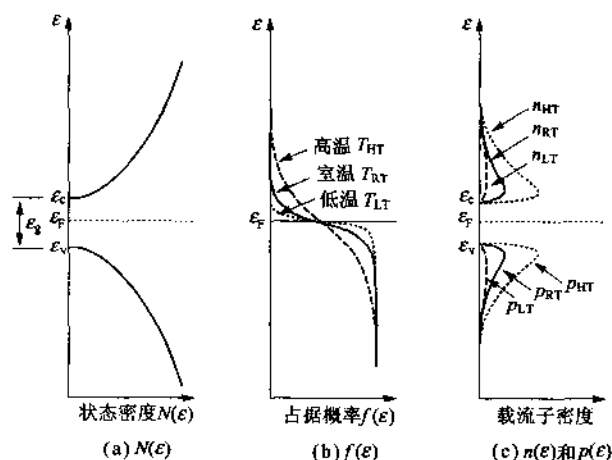 ε
ε
ε
n_HT
n_RT
n_LT
高温 T_HT
室温 T_RT
低温 T_LT
ε_c
ε_g
ε_F
ε_v
ε_F
ε_c
ε_F
ε_v
p_LT
p_RT
p_HT
状态密度N(ε)
占据概率f(ε)
载流子密度
(a) N(ε)
(b) f(ε)
(c) n(ε)和p(ε)